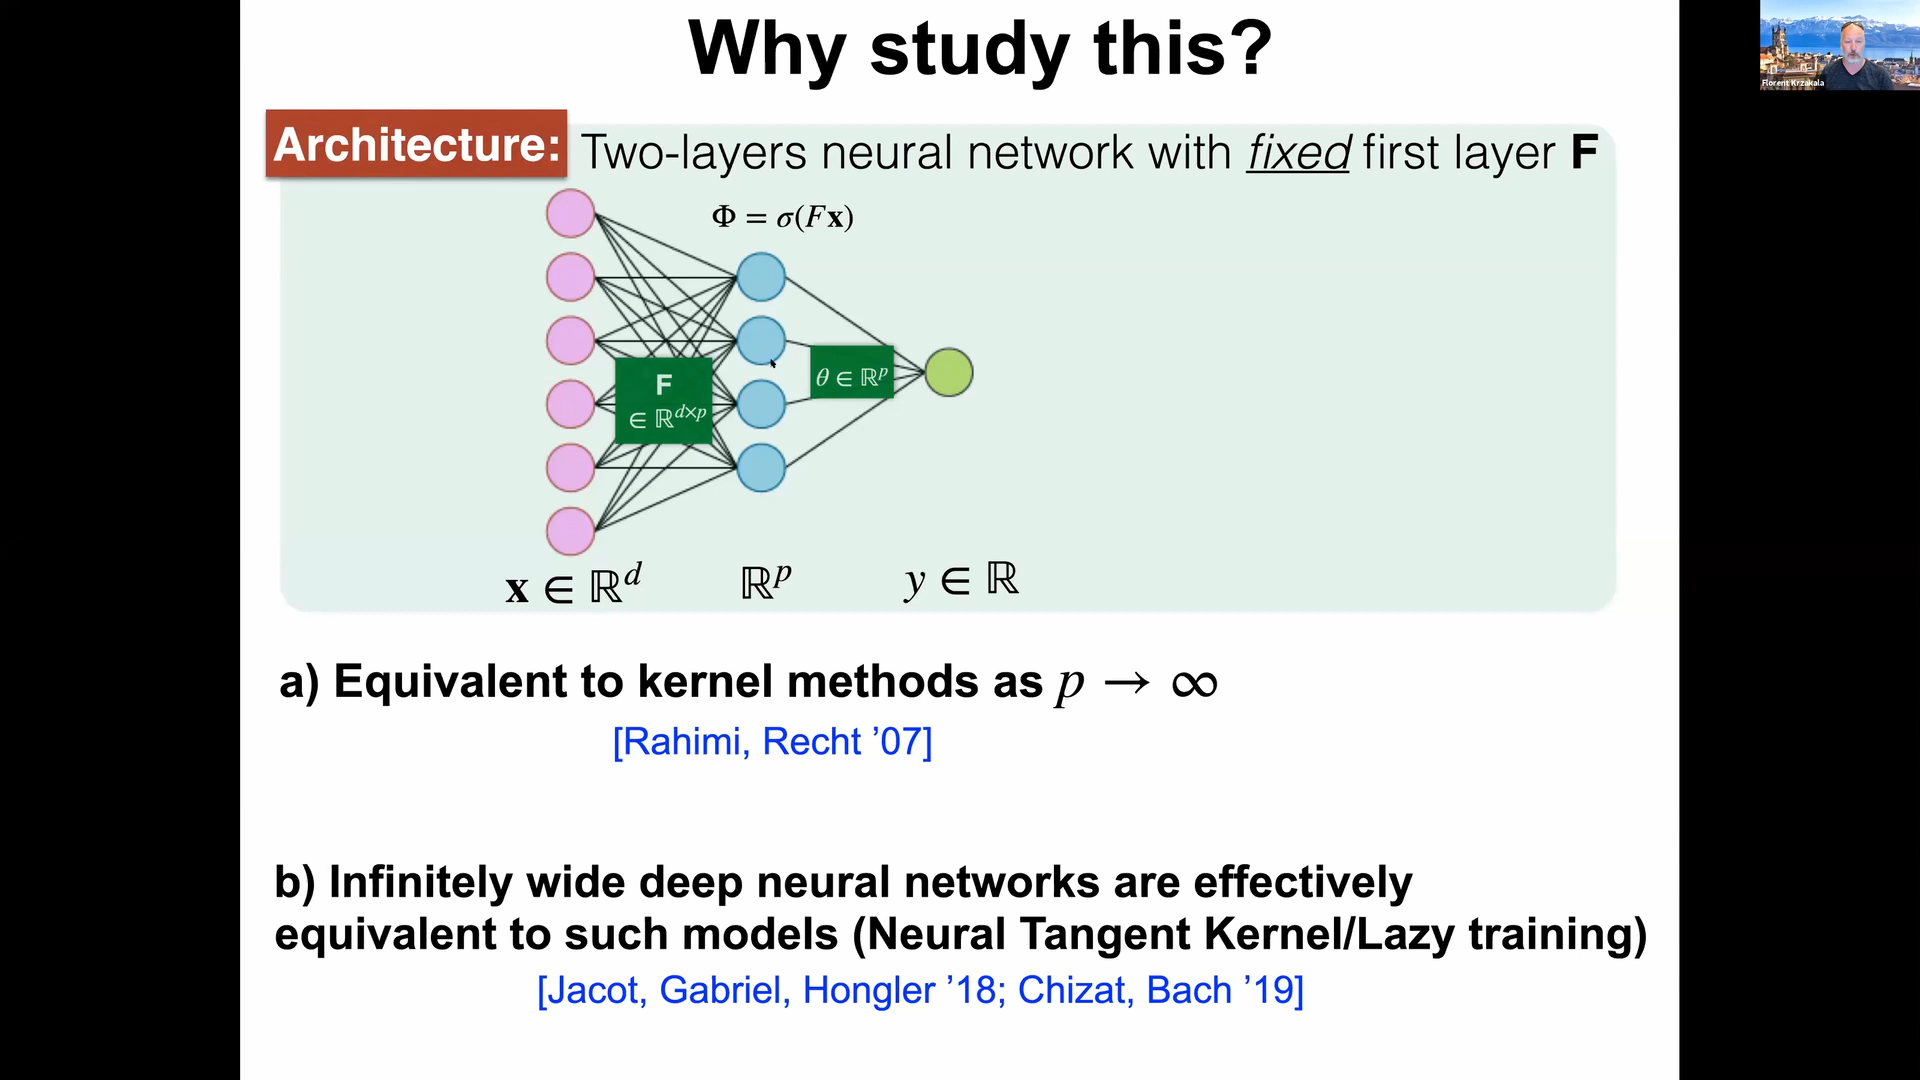 Why study this?
Architecture: Two-layers neural network with fixed first layer F
Φ = σ(Fx)
F
∈ ℝ^{d×p}
θ ∈ ℝ^p
x ∈ ℝ^d
ℝ^p
y ∈ ℝ
a) Equivalent to kernel methods as p → ∞
[Rahimi, Recht ’07]
b) Infinitely wide deep neural networks are effectively
equivalent to such models (Neural Tangent Kernel/Lazy training)
[Jacot, Gabriel, Hongler ’18; Chizat, Bach ’19]
Florent Krzakala